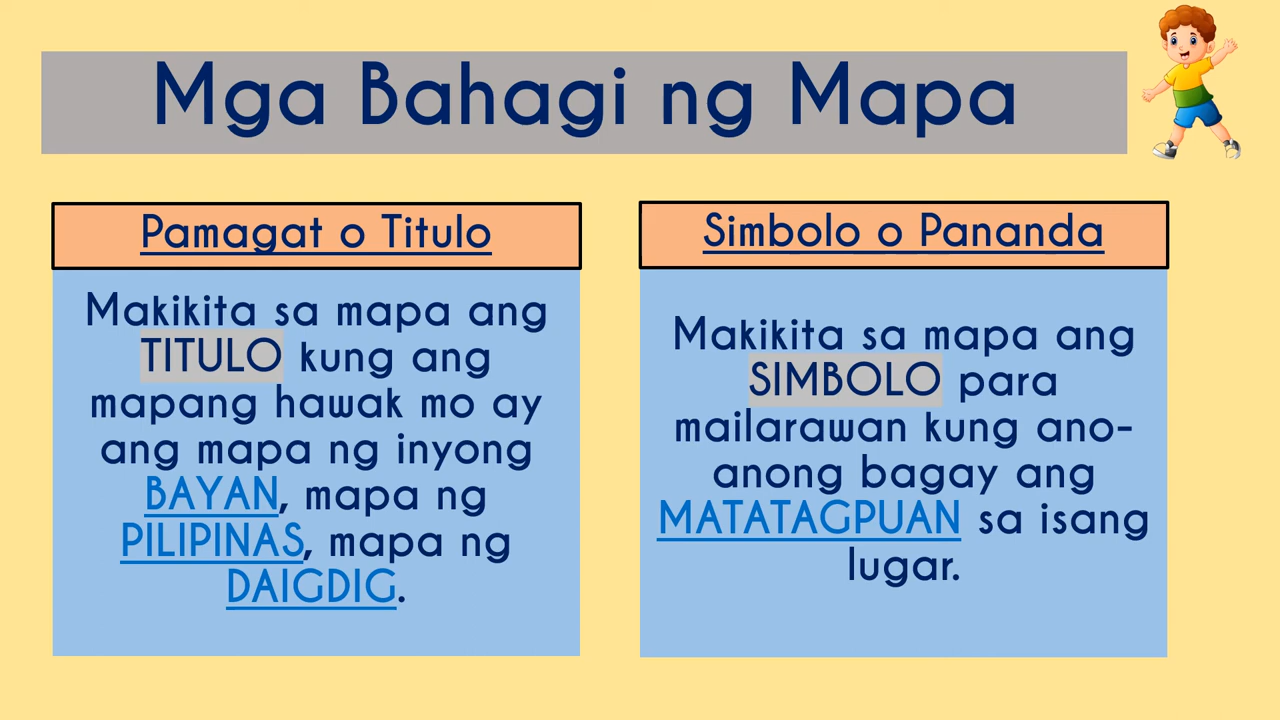 Mga Bahagi ng Mapa
Pamagat o Titulo
Makikita sa mapa ang
TITULO kung ang
mapang hawak mo ay
ang mapa ng inyong
BAYAN, mapa ng
PILIPINAS, mapa ng
DAIGDIG.
Simbolo o Pananda
Makikita sa mapa ang
SIMBOLO para
mailarawan kung ano-
anong bagay ang
MATATAGPUAN sa isang
lugar.